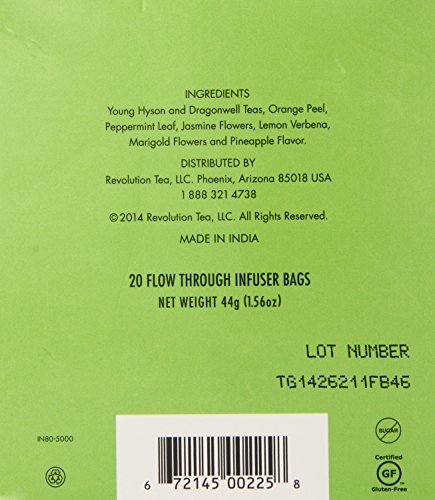 INGREDIENTS
Young Hyson and Dragonwell Teas, Orange Peel,
Peppermint Leaf, Jasmine Flowers, Lemon Verbena,
Marigold Flowers and Pineapple Flavor.
DISTRIBUTED BY
Revolution Tea, LLC. Phoenix, Arizona 85018 USA
1 888 321 4738
©2014 Revolution Tea, LLC. All Rights Reserved.
MADE IN INDIA
20 FLOW THROUGH INFUSER BAGS
NET WEIGHT 44g (1.56oz)
LOT NUMBER
TG1426211FB46
IN80-5000
6 72145 00225 8
SUGAR
Certified
GF
Gluten-Free